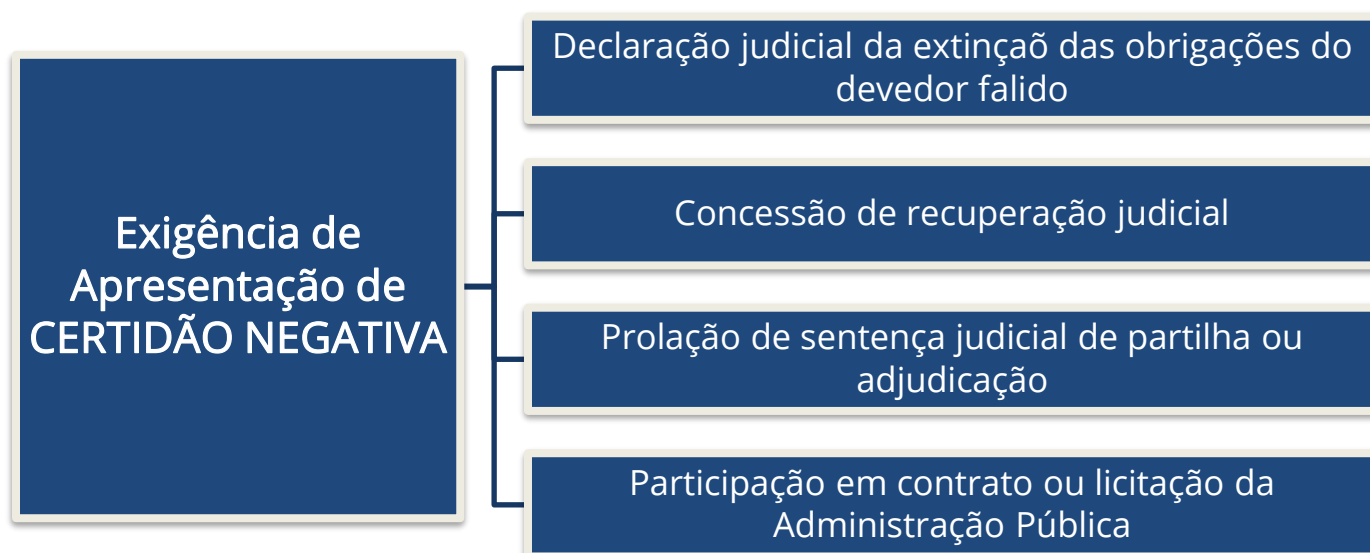 Exigência de
Apresentação de
CERTIDÃO NEGATIVA
Declaração judicial da extinçaõ das obrigações do
devedor falido
Concessão de recuperação judicial
Prolação de sentença judicial de partilha ou
adjudicação
Participação em contrato ou licitação da
Administração Pública